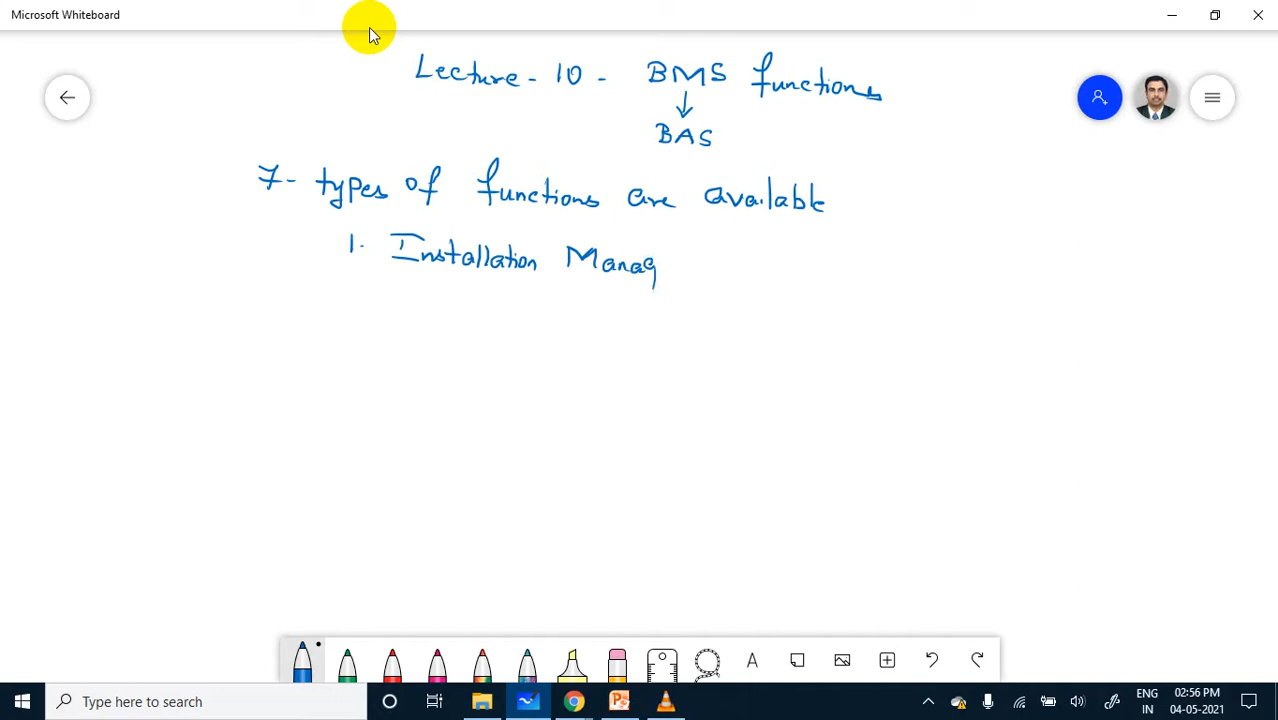 Microsoft Whiteboard
Lecture - 10 - BMS functions
BAS
7- types of functions are available
1. Installation Manag
A
Type here to search
ENG
IN
02:56 PM
04-05-2021